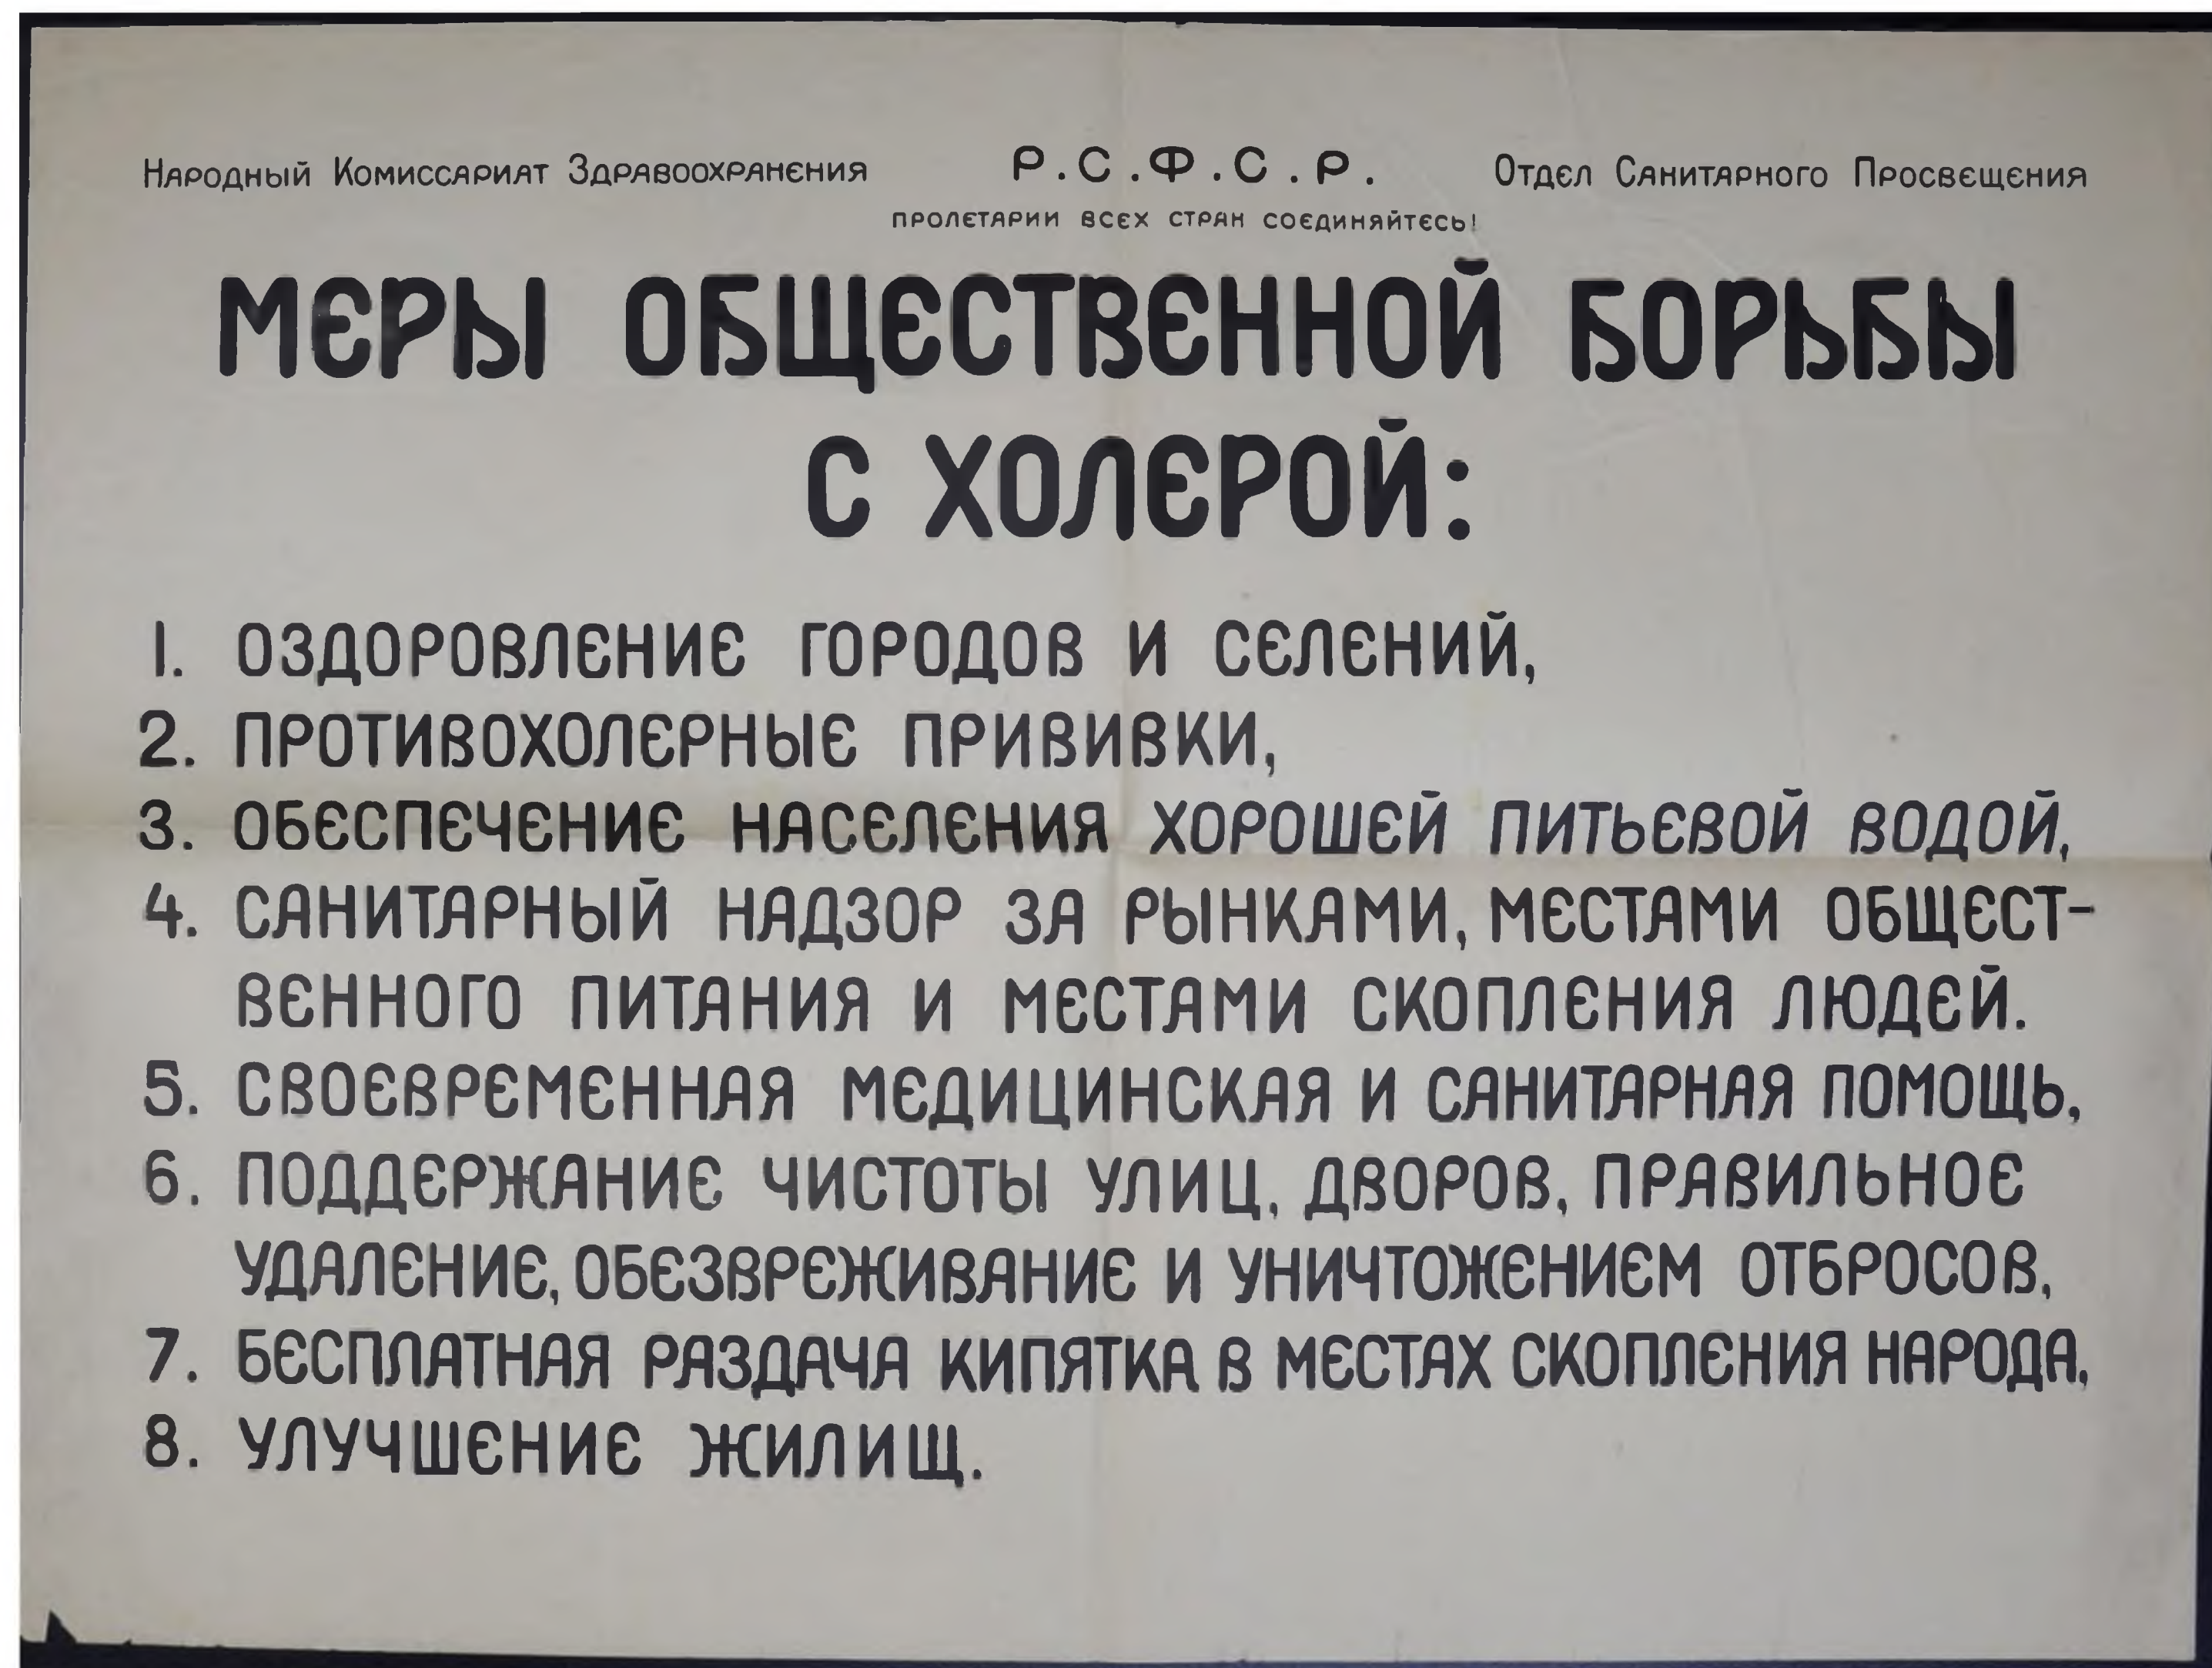 Народный Комиссариат Здравоохранения Р.С.Ф.С.Р. Отдел Санитарного Просвещения
ПРОЛЕТАРИИ ВСЕХ СТРАН СОЕДИНЯЙТЕСЬ!
МЕРЫ ОБЩЕСТВЕННОЙ БОРЬБЫ
С ХОЛЕРОЙ:
1. ОЗДОРОВЛЕНИЕ ГОРОДОВ И СЕЛЕНИЙ,
2. ПРОТИВОХОЛЕРНЫЕ ПРИВИВКИ,
3. ОБЕСПЕЧЕНИЕ НАСЕЛЕНИЯ ХОРОШЕЙ ПИТЬЕВОЙ ВОДОЙ,
4. САНИТАРНЫЙ НАДЗОР ЗА РЫНКАМИ, МЕСТАМИ ОБЩЕСТ-
ВЕННОГО ПИТАНИЯ И МЕСТАМИ СКОПЛЕНИЯ ЛЮДЕЙ.
5. СВОЕВРЕМЕННАЯ МЕДИЦИНСКАЯ И САНИТАРНАЯ ПОМОЩЬ,
6. ПОДДЕРЖАНИЕ ЧИСТОТЫ УЛИЦ, ДВОРОВ, ПРАВИЛЬНОЕ
УДАЛЕНИЕ, ОБЕЗВРЕЖИВАНИЕ И УНИЧТОЖЕНИЕМ ОТБРОСОВ,
7. БЕСПЛАТНАЯ РАЗДАЧА КИПЯТКА В МЕСТАХ СКОПЛЕНИЯ НАРОДА,
8. УЛУЧШЕНИЕ ЖИЛИЩ.